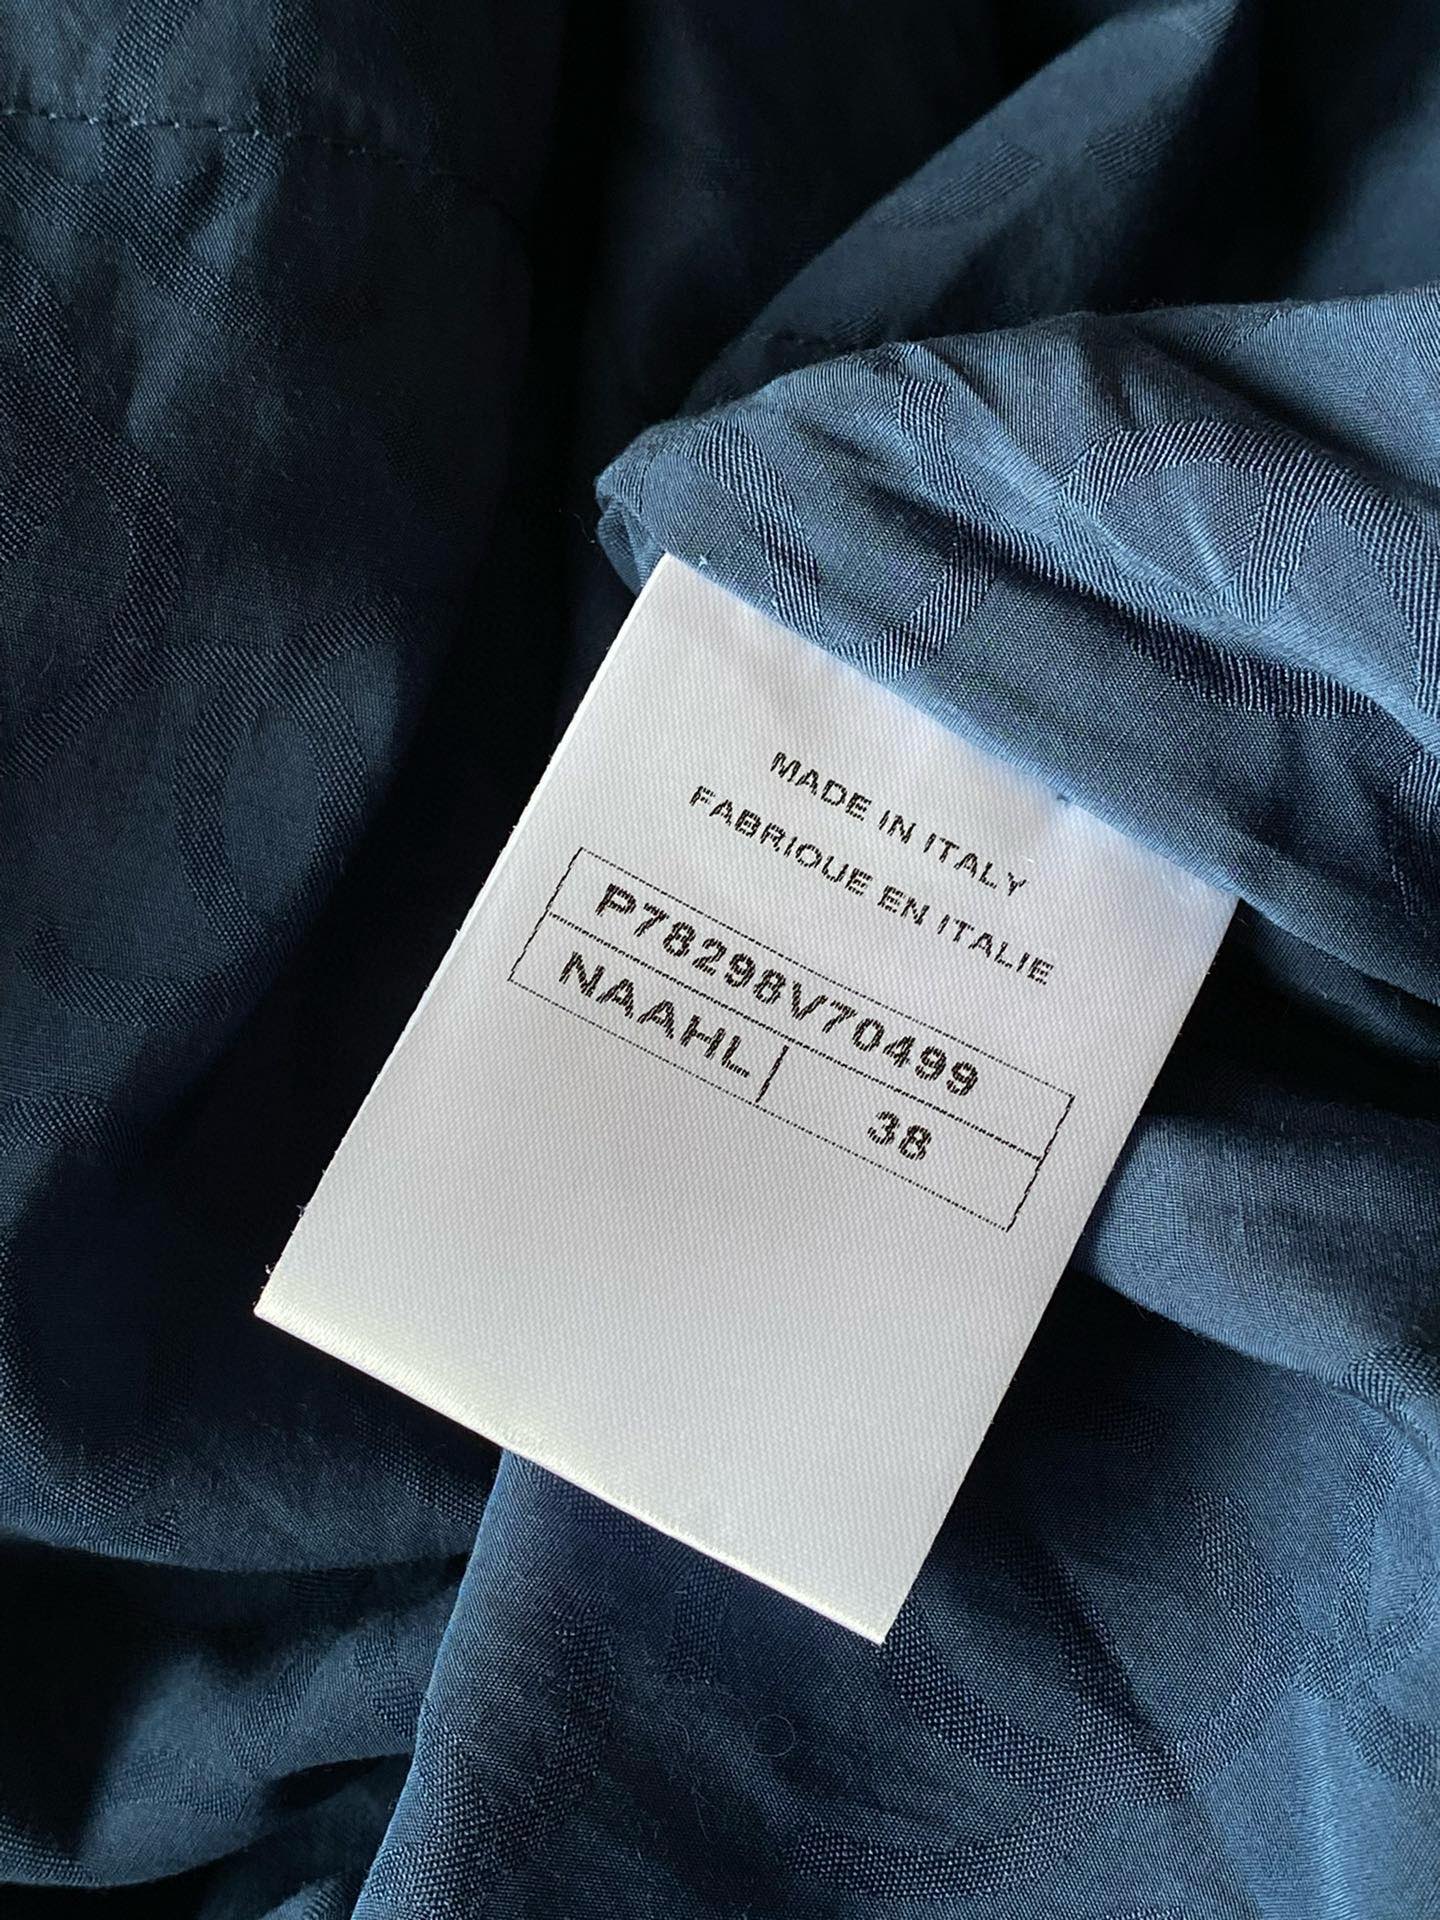 MADE IN ITALY
FABRIQUE EN ITALIE
P78298V70499
NAAHL 38